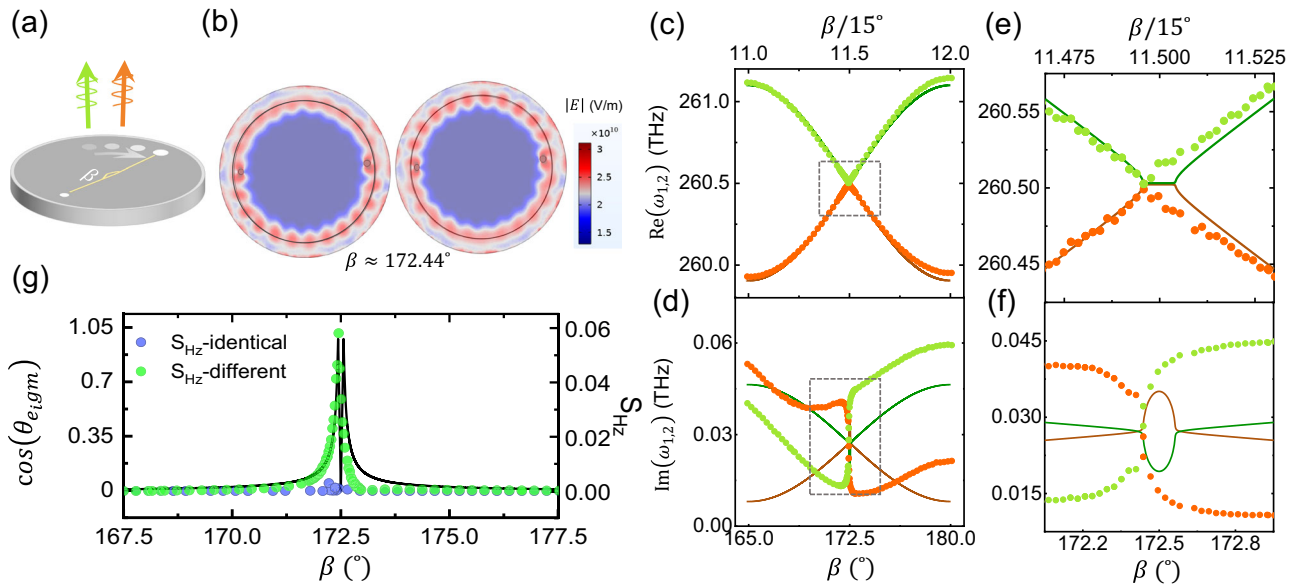 (a)
β
(b)
|E| (V/m)
×10¹⁰
3
2.5
2
1.5
β ≈ 172.44°
(c)
β/15°
11.0 11.5 12.0
Re(ω₁,₂) (THz)
261.0
260.5
260.0
(d)
Im(ω₁,₂) (THz)
0.06
0.03
0.00
165.0 172.5 180.0
β (°)
(e)
β/15°
11.475 11.500 11.525
260.55
260.50
260.45
(f)
0.045
0.030
0.015
172.2 172.5 172.8
β (°)
(g)
cos(θ_{e_igm})
1.05
0.7
0.35
0
S_Hz-identical
S_Hz-different
0.06
0.04
0.02
0.00
S_Hz
167.5 170.0 172.5 175.0 177.5
β (°)